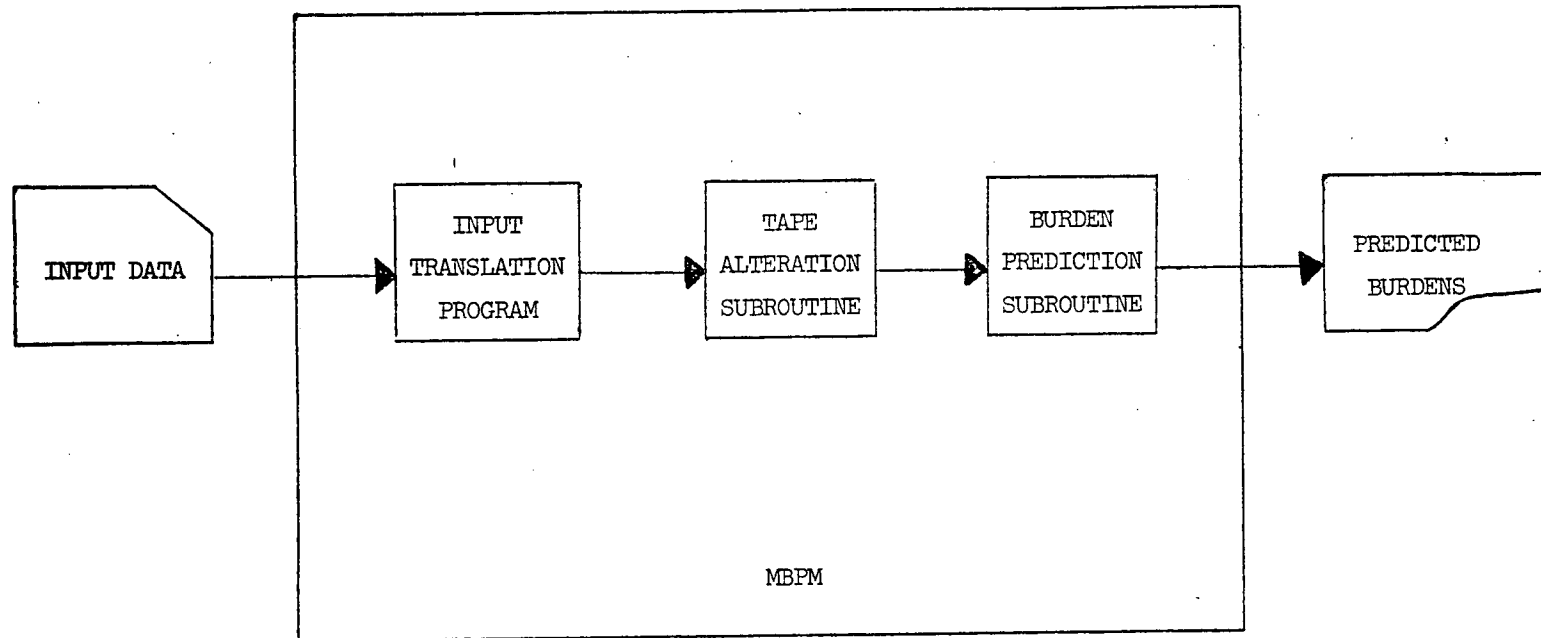 INPUT DATA
INPUT
TRANSLATION
PROGRAM
TAPE
ALTERATION
SUBROUTINE
BURDEN
PREDICTION
SUBROUTINE
PREDICTED
BURDENS
MBPM